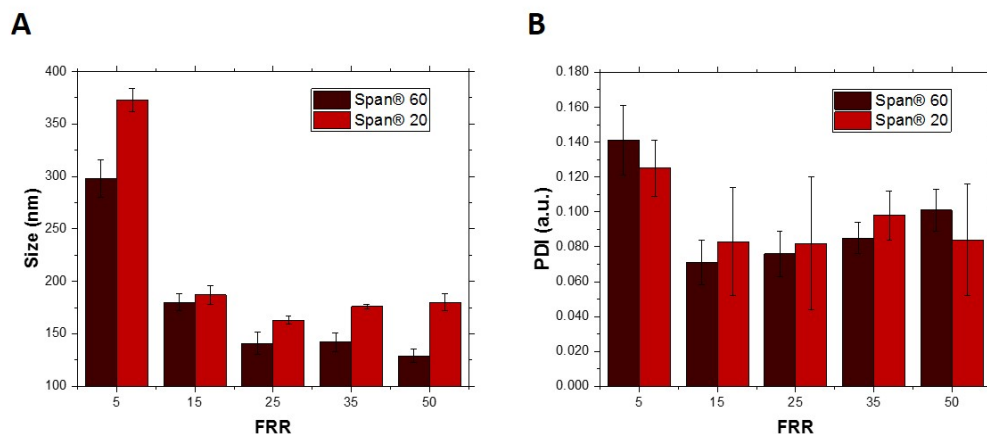 A
B
400
350
300
250
200
150
100
Size (nm)
Span® 60
Span® 20
5 15 25 35 50
FRR
0.180
0.160
0.140
0.120
0.100
0.080
0.060
0.040
0.020
0.000
PDI (a.u.)
Span® 60
Span® 20
5 15 25 35 50
FRR